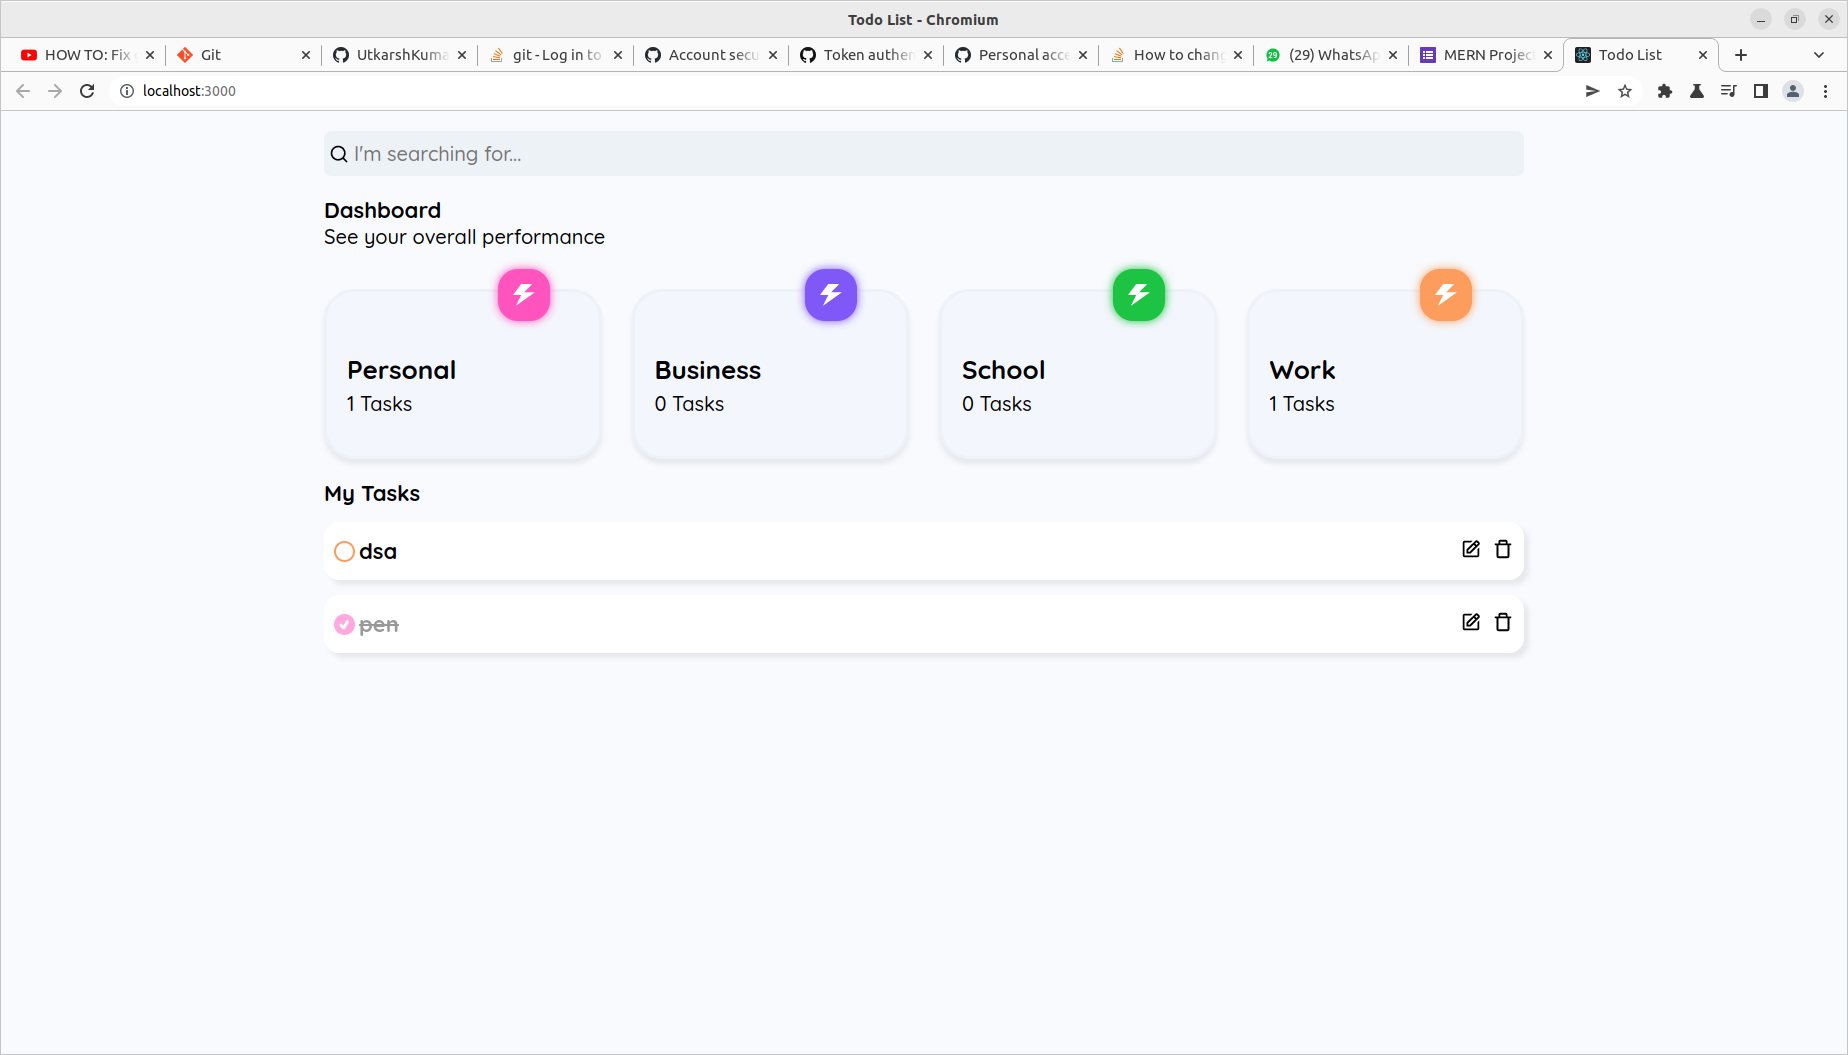 Todo List - Chromium
HOW TO: Fix
Git
UtkarshKuma
git - Log in to
Account secu
Token authen
Personal acce
How to chang
(29) WhatsAp
MERN Project
Todo List
localhost:3000
I'm searching for...
Dashboard
See your overall performance
Personal
1 Tasks
Business
0 Tasks
School
0 Tasks
Work
1 Tasks
My Tasks
dsa
pen